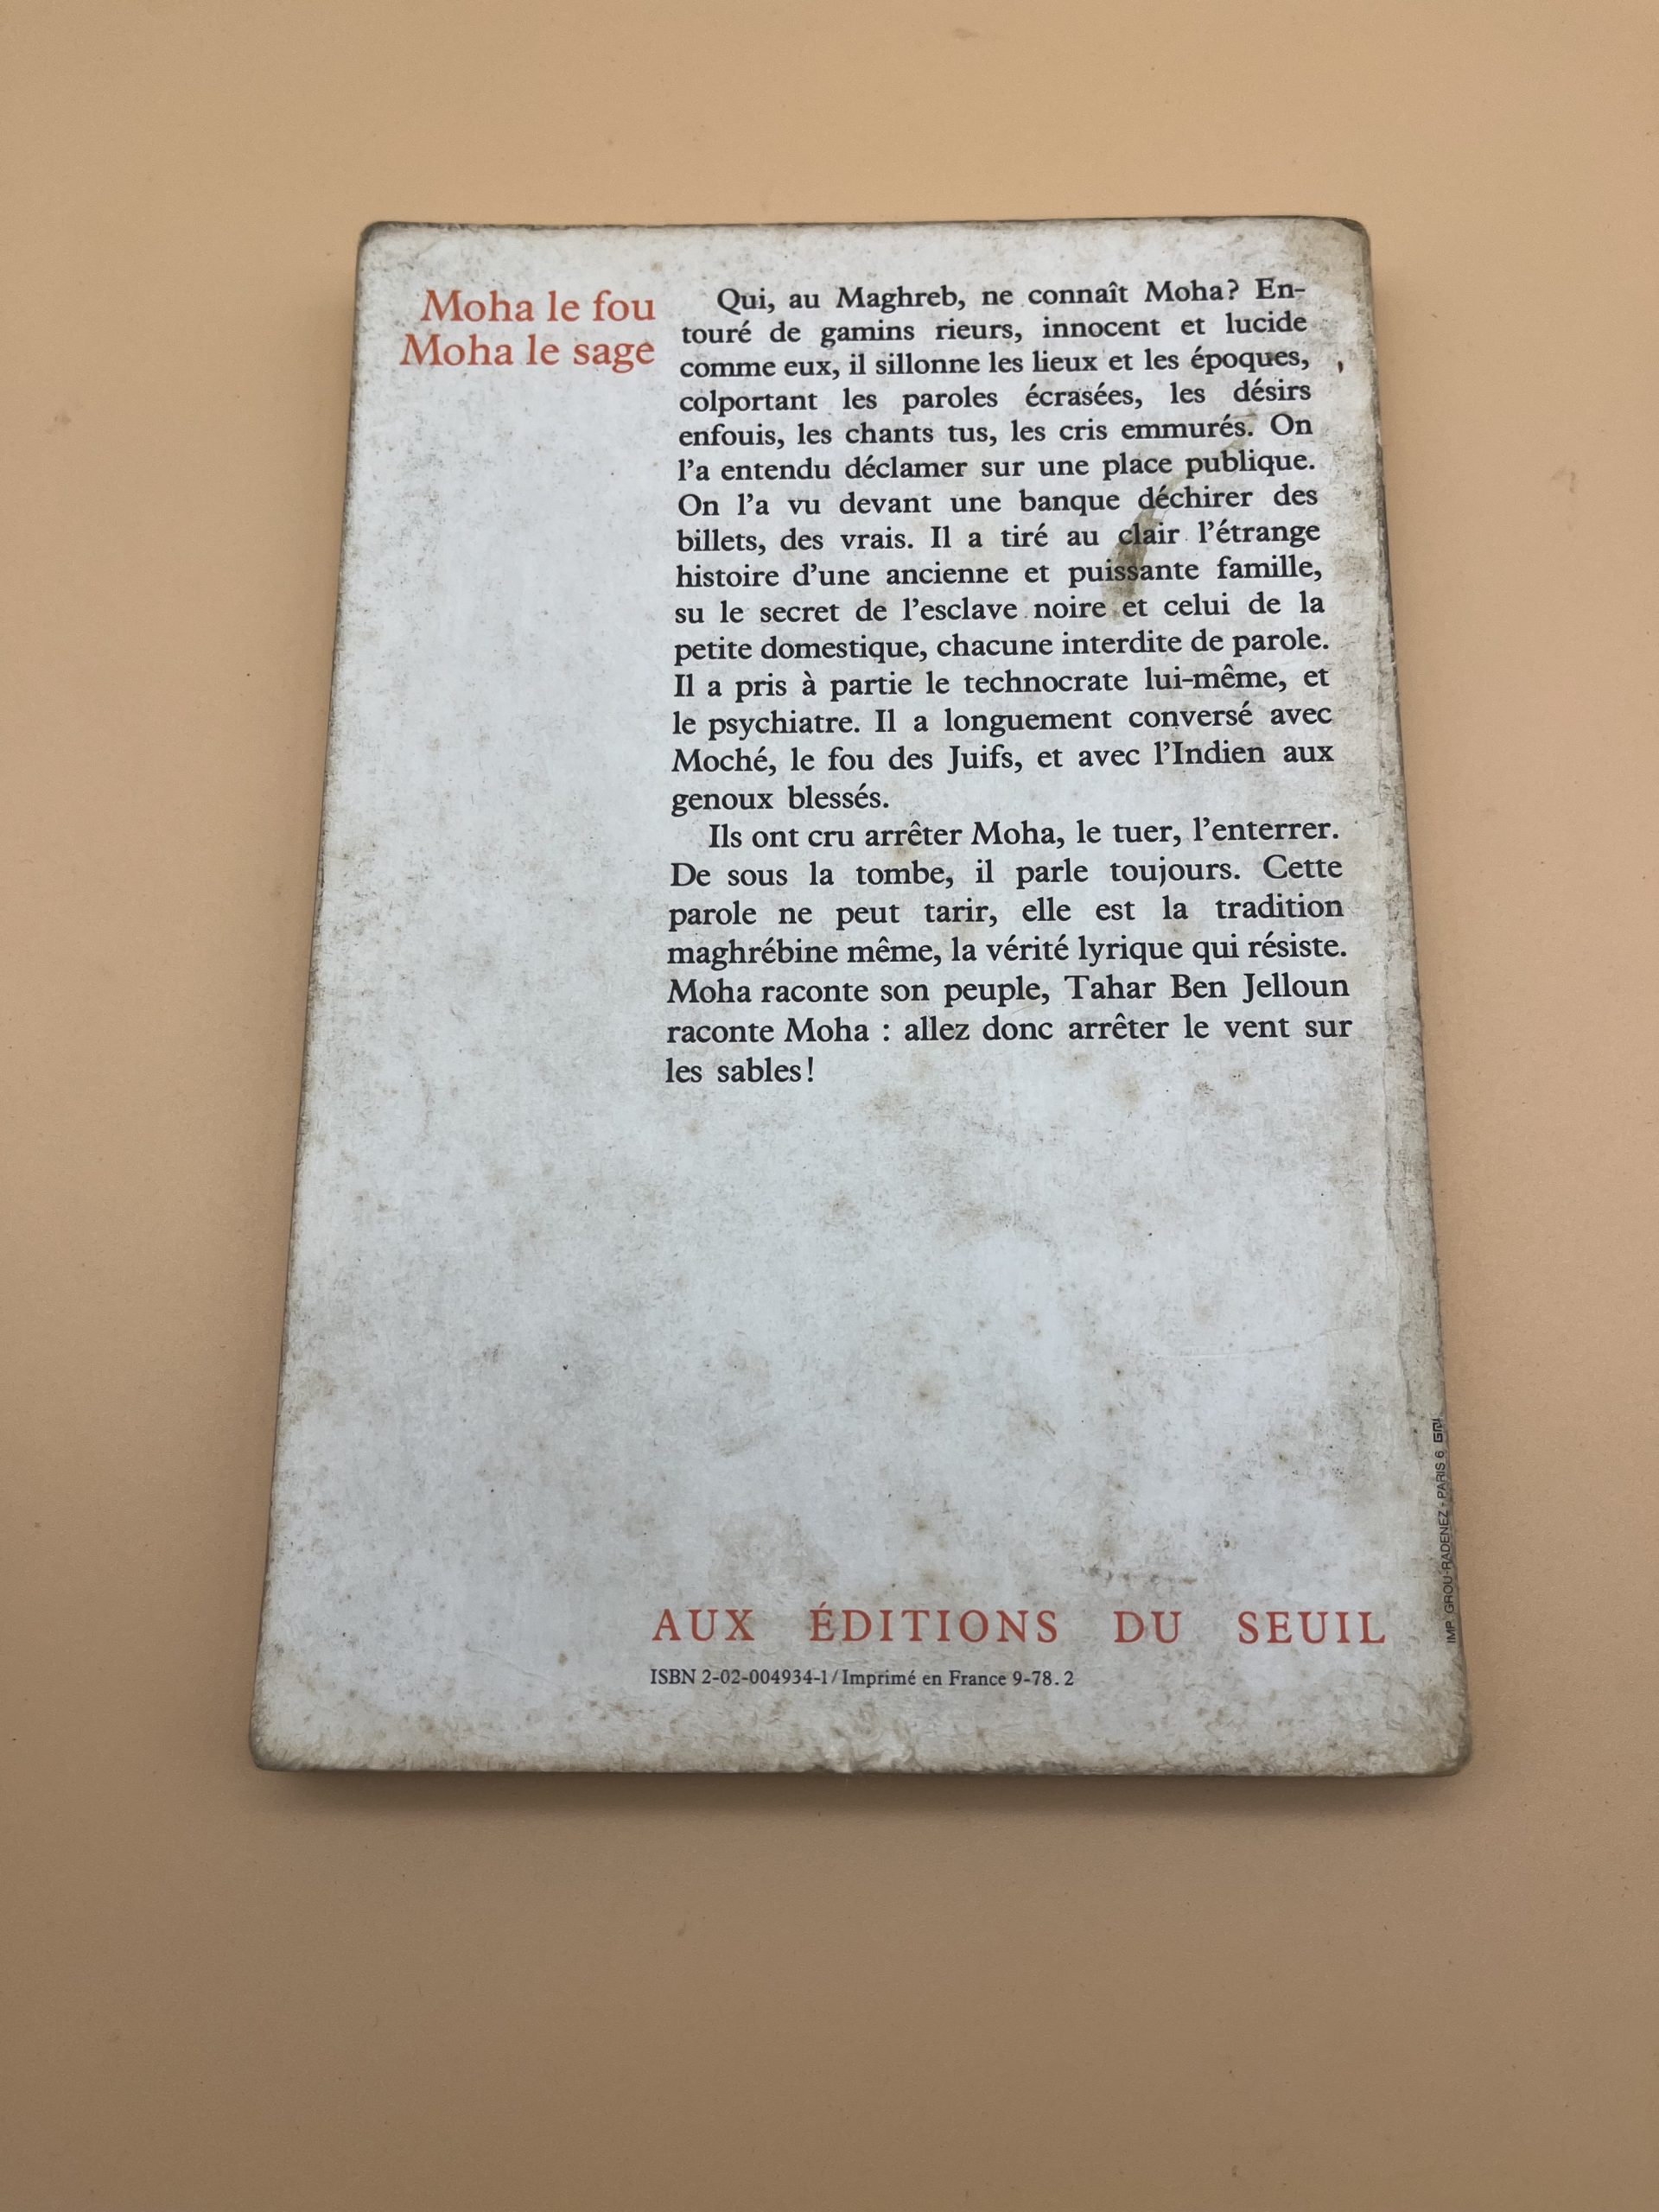 Moha le fou
Moha le sage
Qui, au Maghreb, ne connaît Moha? En-
touré de gamins rieurs, innocent et lucide
comme eux, il sillonne les lieux et les époques,
colportant les paroles écrasées, les désirs
enfouis, les chants tus, les cris emmurés. On
l'a entendu déclamer sur une place publique.
On l'a vu devant une banque déchirer des
billets, des vrais. Il a tiré au clair l'étrange
histoire d'une ancienne et puissante famille,
su le secret de l'esclave noire et celui de la
petite domestique, chacune interdite de parole.
Il a pris à partie le technocrate lui-même, et
le psychiatre. Il a longuement conversé avec
Moché, le fou des Juifs, et avec l'Indien aux
genoux blessés.
Ils ont cru arrêter Moha, le tuer, l'enterrer.
De sous la tombe, il parle toujours. Cette
parole ne peut tarir, elle est la tradition
maghrébine même, la vérité lyrique qui résiste.
Moha raconte son peuple, Tahar Ben Jelloun
raconte Moha : allez donc arrêter le vent sur
les sables!
AUX ÉDITIONS DU SEUIL
ISBN 2-02-004934-1/Imprimé en France 9-78.2
IMP. GROU-RADENEZ - PARIS 6